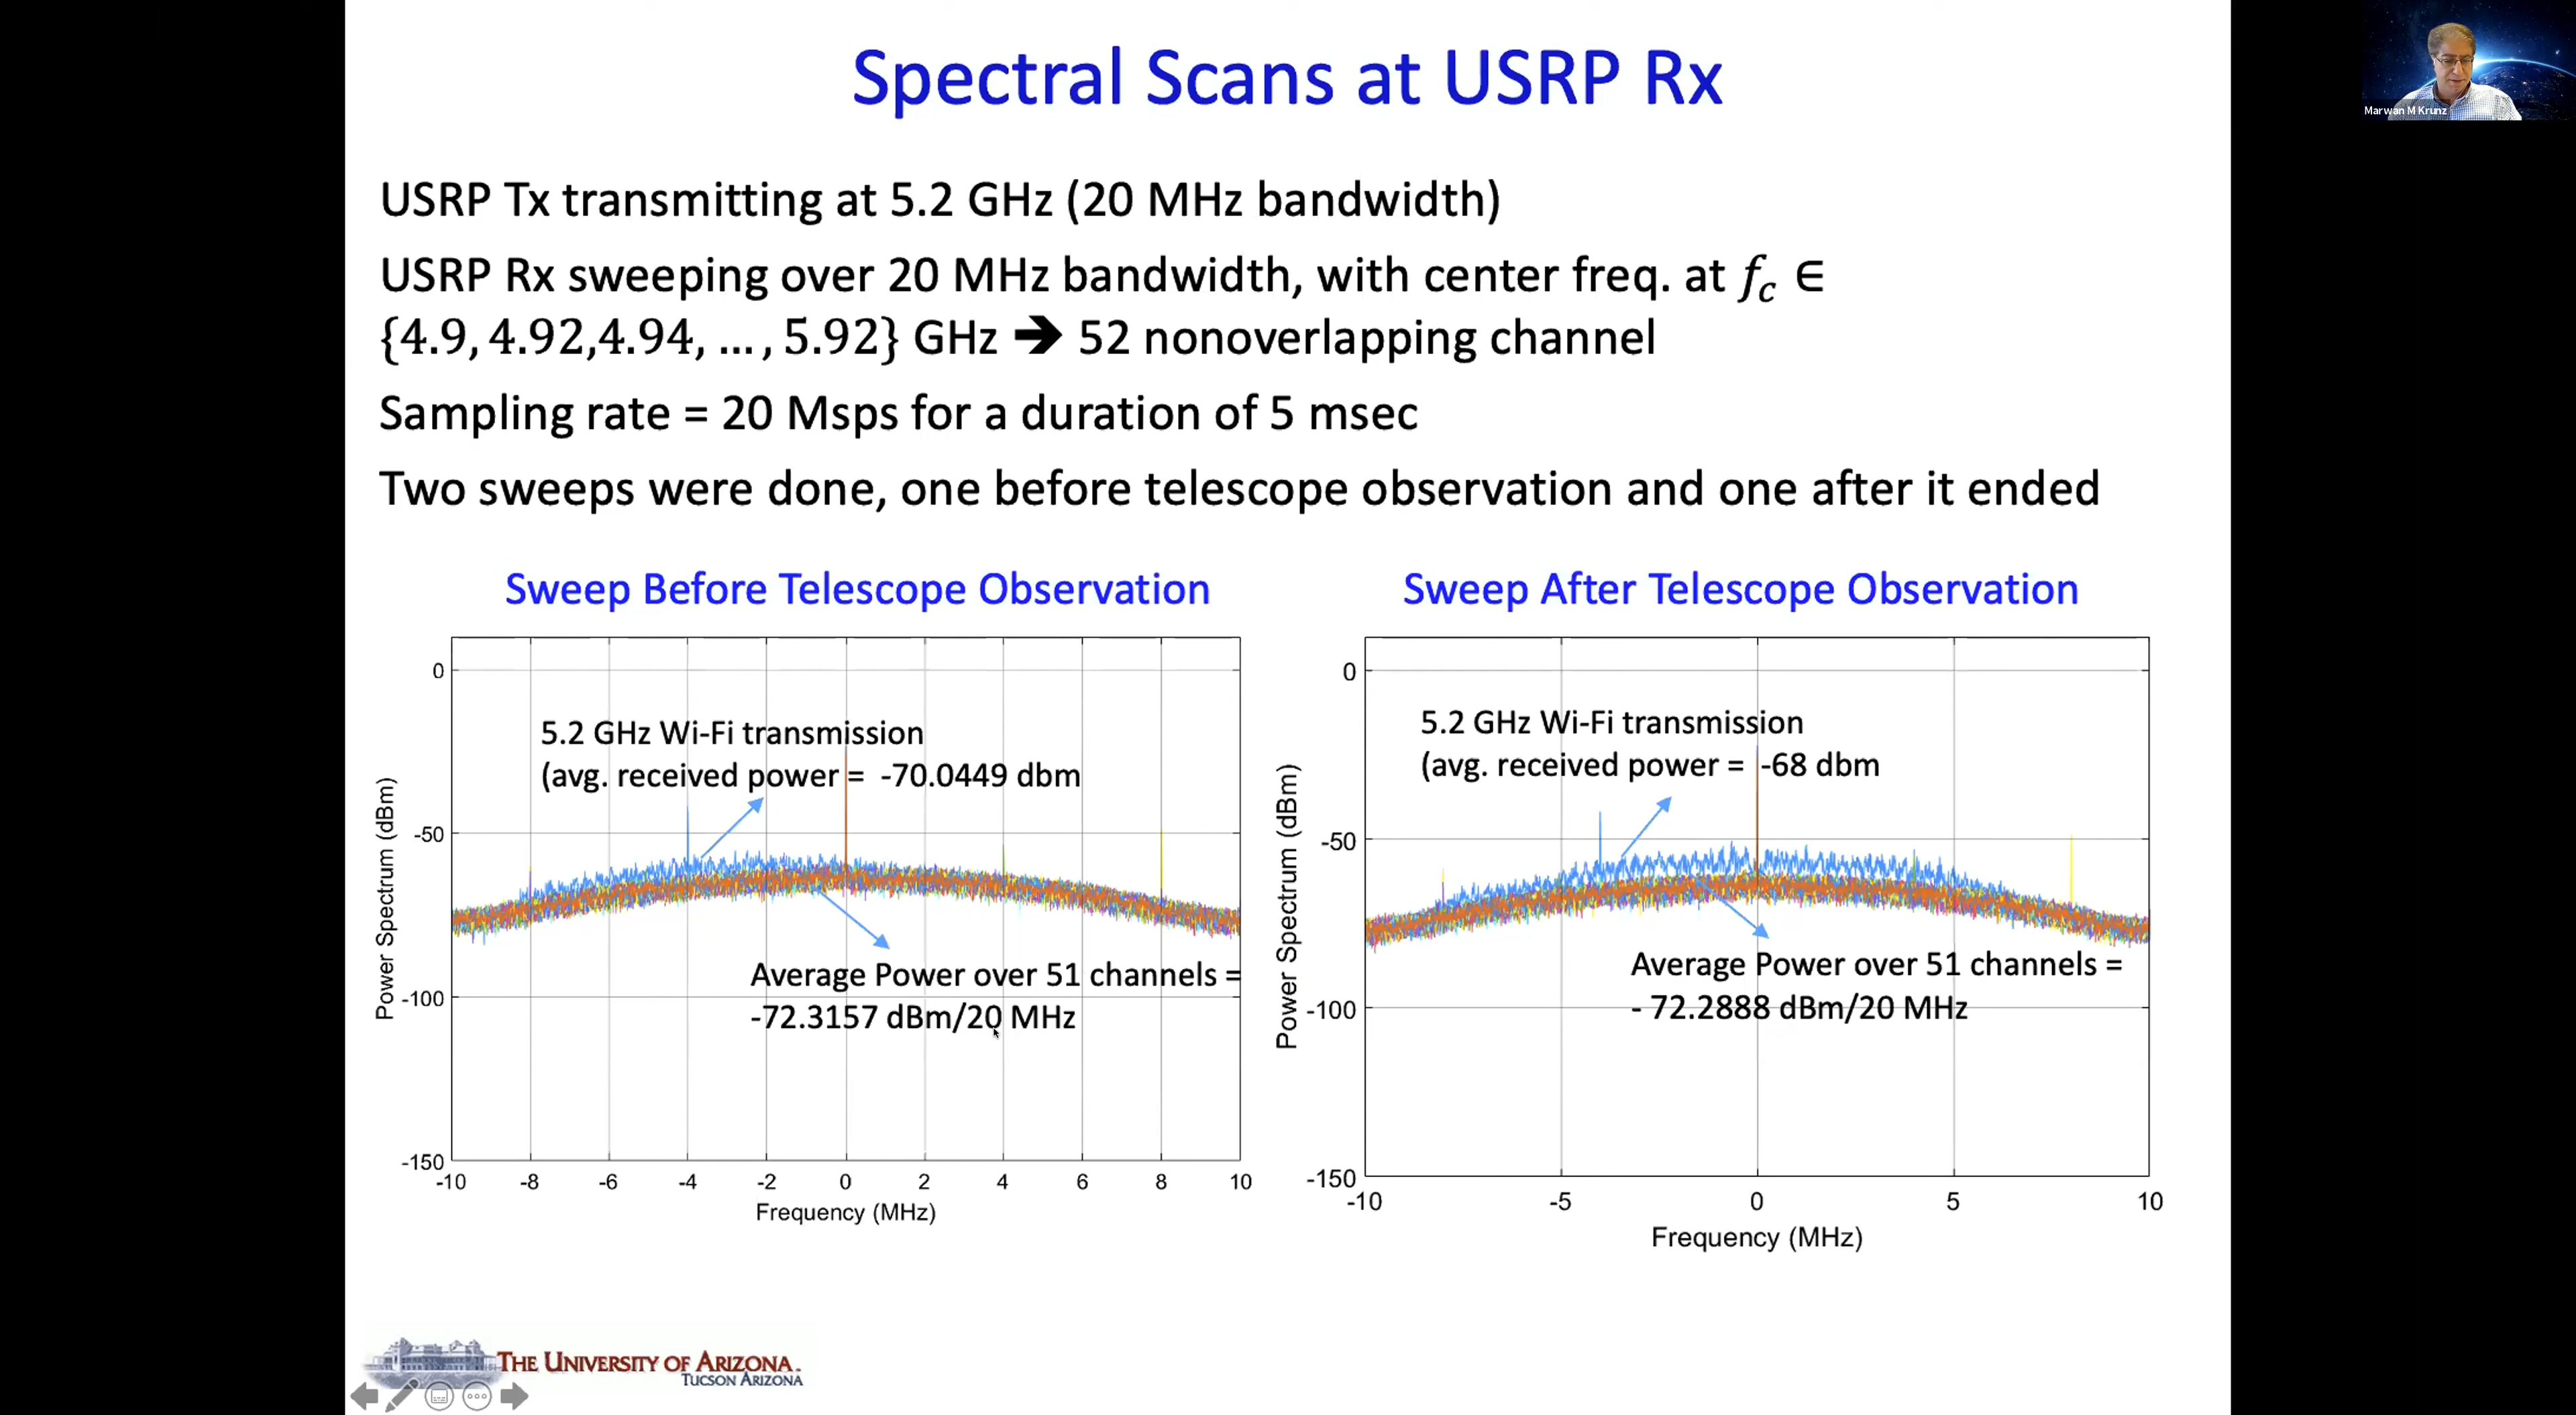 Spectral Scans at USRP Rx
Marwan M Krunz
USRP Tx transmitting at 5.2 GHz (20 MHz bandwidth)
USRP Rx sweeping over 20 MHz bandwidth, with center freq. at f_c ∈
{4.9, 4.92,4.94, ... , 5.92} GHz ➔ 52 nonoverlapping channel
Sampling rate = 20 Msps for a duration of 5 msec
Two sweeps were done, one before telescope observation and one after it ended
Sweep Before Telescope Observation
0
-50
-100
-150
Power Spectrum (dBm)
5.2 GHz Wi-Fi transmission
(avg. received power = -70.0449 dbm
Average Power over 51 channels =
-72.3157 dBm/20 MHz
-10 -8 -6 -4 -2 0 2 4 6 8 10
Frequency (MHz)
Sweep After Telescope Observation
0
-50
-100
-150
Power Spectrum (dBm)
5.2 GHz Wi-Fi transmission
(avg. received power = -68 dbm
Average Power over 51 channels =
- 72.2888 dBm/20 MHz
-10 -5 0 5 10
Frequency (MHz)
THE UNIVERSITY OF ARIZONA.
TUCSON ARIZONA